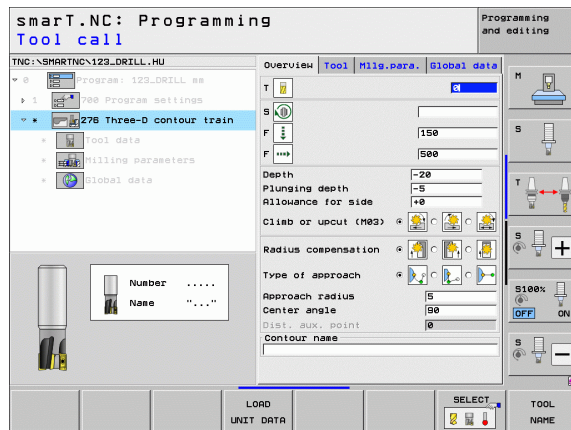 smarT.NC: Programming
Tool call
Programming
and editing
TNC:\SMARTNC\123_DRILL.HU
0 Program: 123_DRILL mm
1 700 Program settings
* 276 Three-D contour train
* Tool data
* Milling parameters
* Global data
Number .....
Name "..."
Overview Tool Mllg.para. Global data
T 0
S
F 150
F 500
Depth -20
Plunging depth -5
Allowance for side +0
Climb or upcut (M03)
Radius compensation
Type of approach
Approach radius 5
Center angle 90
Dist. aux. point 0
Contour name
M
S
T
S
S100%
OFF ON
S
LOAD
UNIT DATA
SELECT
TOOL
NAME